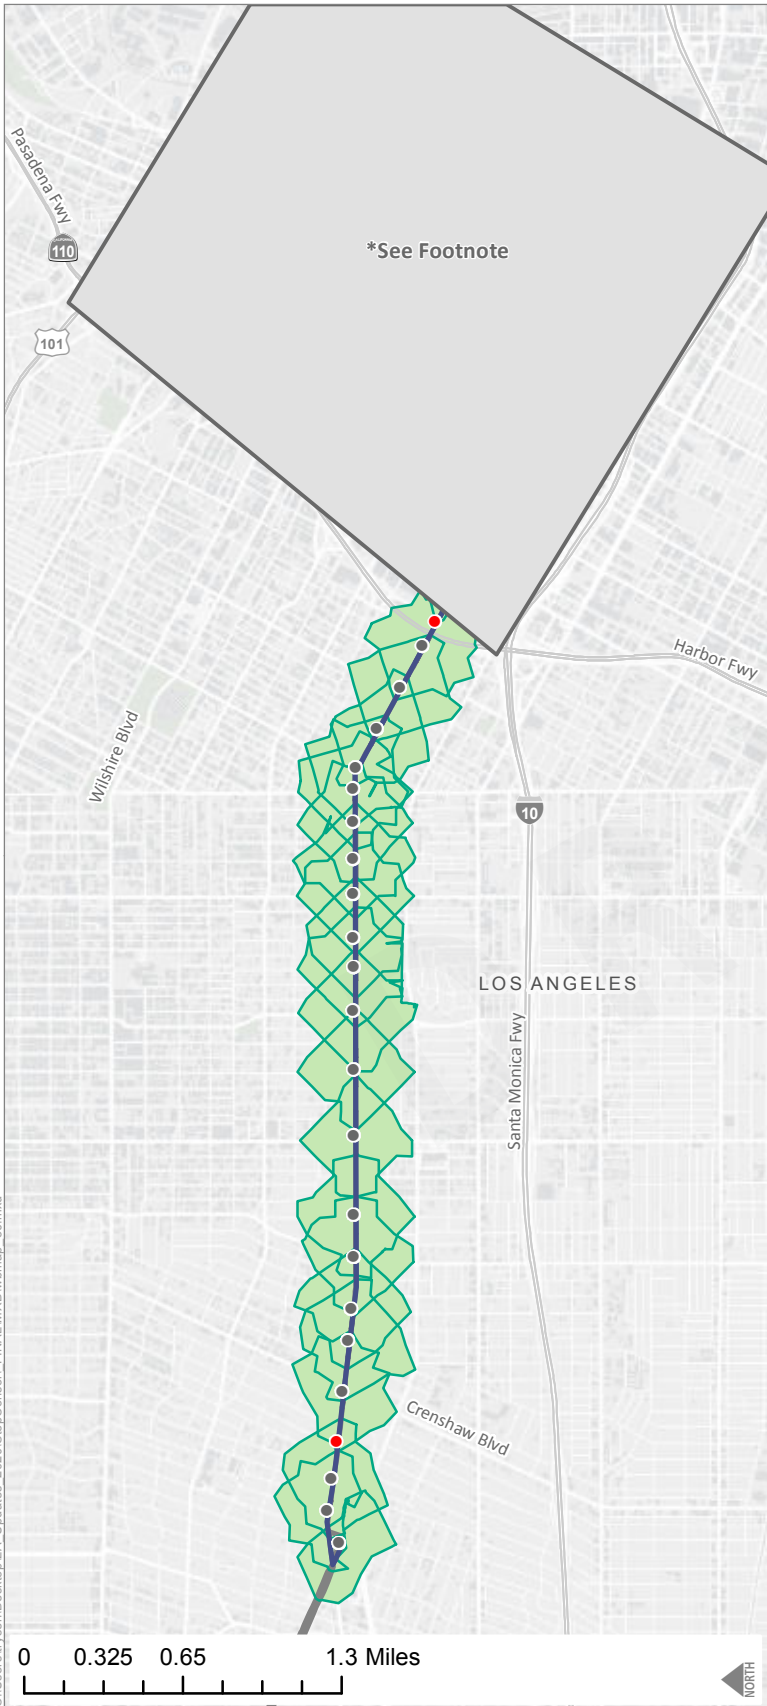 Pasadena Fwy
CALIFORNIA
110
*See Footnote
101
Harbor Fwy
Wilshire Blvd
10
LOS ANGELES
Santa Monica Fwy
Crenshaw Blvd
0 0.325 0.65 1.3 Miles
NORTH